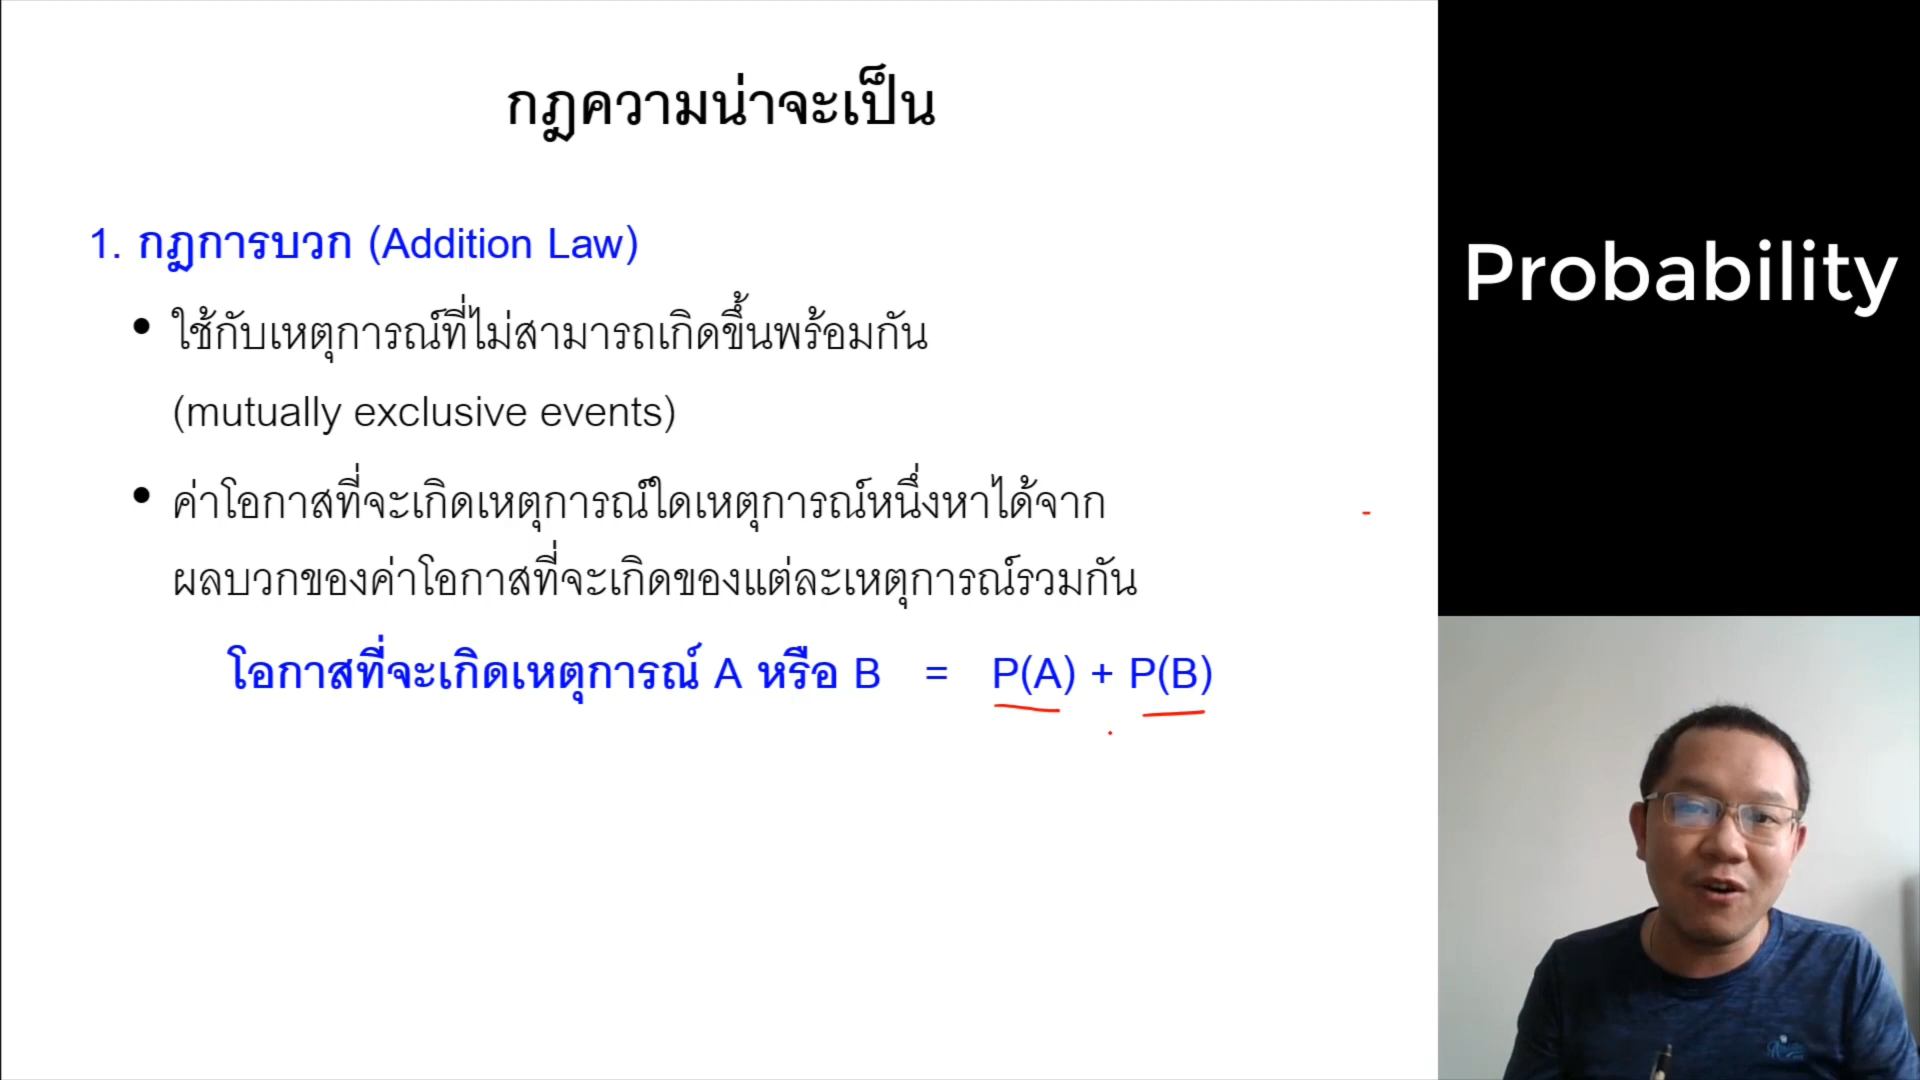 กฎความน่าจะเป็น
1. กฎการบวก (Addition Law)
• ใช้กับเหตุการณ์ที่ไม่สามารถเกิดขึ้นพร้อมกัน
(mutually exclusive events)
• ค่าโอกาสที่จะเกิดเหตุการณ์ใดเหตุการณ์หนึ่งหาได้จาก
ผลบวกของค่าโอกาสที่จะเกิดของแต่ละเหตุการณ์รวมกัน
โอกาสที่จะเกิดเหตุการณ์ A หรือ B = P(A) + P(B)
Probability